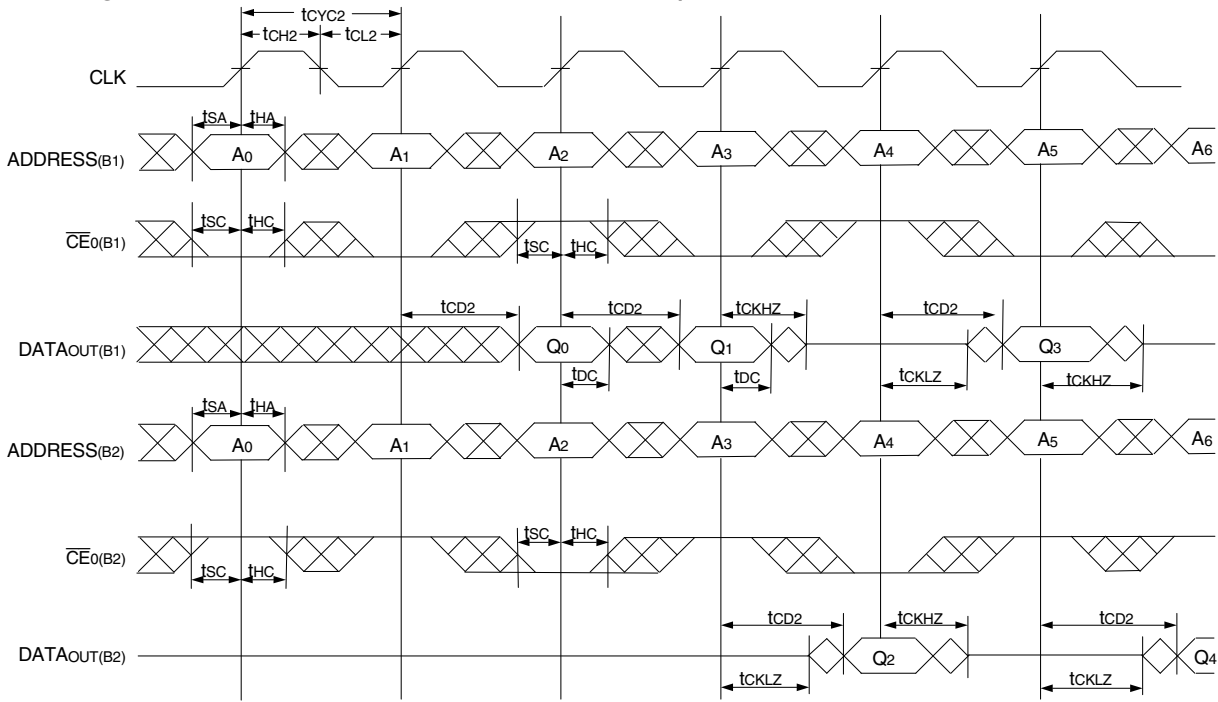 tCYC2
tCH2 tCL2
CLK
tSA tHA
ADDRESS(B1) A0 A1 A2 A3 A4 A5 A6
tSC tHC
CE0(B1)
tSC tHC
tCD2 tCD2 tCKHZ tCD2
DATAOUT(B1) Q0 Q1 Q3
tDC tDC tCKLZ tCKHZ
tSA tHA
ADDRESS(B2) A0 A1 A2 A3 A4 A5 A6
tSC tHC
CE0(B2)
tSC tHC
tCD2 tCKHZ tCD2
DATAOUT(B2) Q2 Q4
tCKLZ tCKLZ